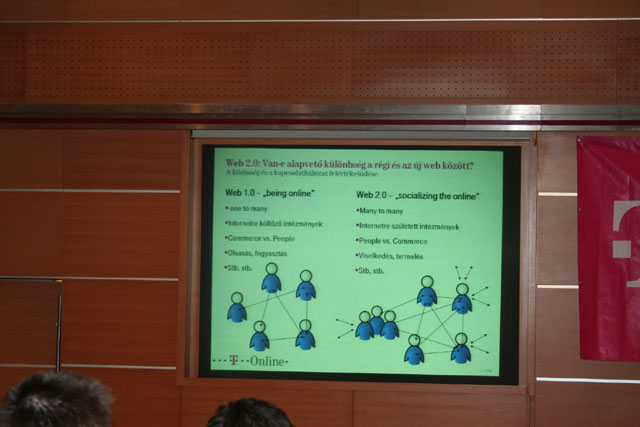 Web 2.0: Van-e alapvető különbség a régi és az új web között?
A közösség és a kapcsolathálózat felértékelődése.
Web 1.0 – „being online”
one to many
Internetre költöző intézmények
Commerce vs. People
Olvasás, fogyasztás
Stb. stb.
Web 2.0 – „socializing the online”
Many to many
Internetre született intézmények
People vs. Commerce
Viselkedés, termelés
Stb, stb.
T Online
T